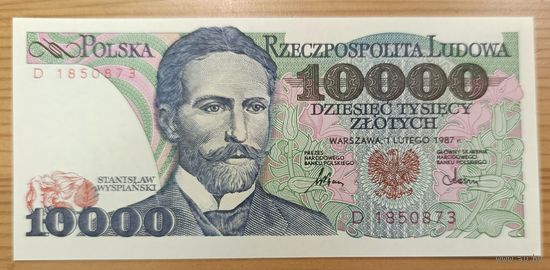 POLSKA RZECZPOSPOLITA LUDOWA
D 1850873
10000
DZIESIĘĆ TYSIĘCY
ZŁOTYCH
WARSZAWA, 1 LUTEGO 1987 r.
PREZES
NARODOWEGO
BANKU POLSKIEGO
GŁÓWNY SKARBNIK
NARODOWEGO
BANKU POLSKIEGO
STANISŁAW
WYSPIAŃSKI
10000
D 1850873